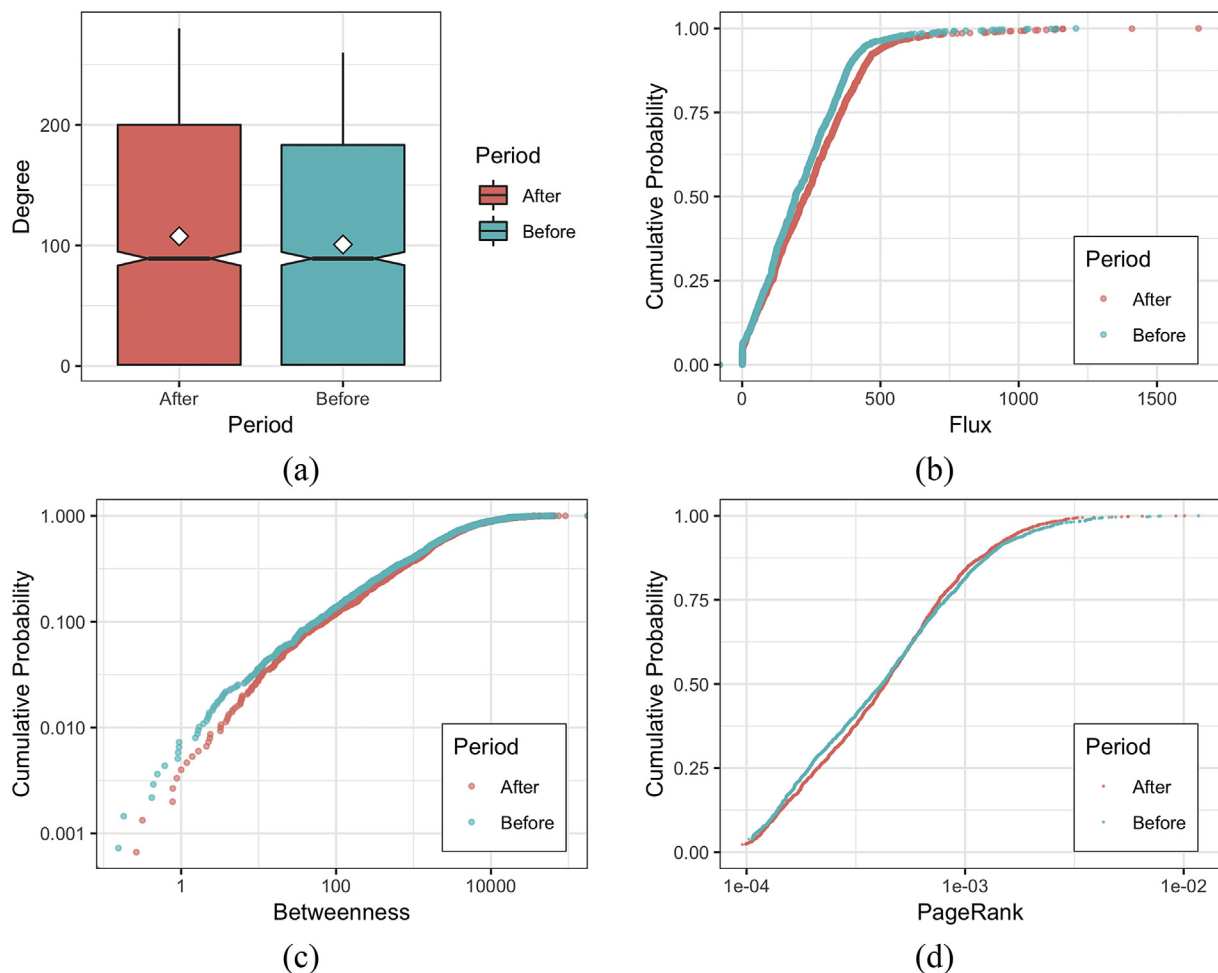 Degree
200
100
0
After
Before
Period
Period
After
Before
(a)
Cumulative Probability
1.00
0.75
0.50
0.25
0.00
0
500
1000
1500
Flux
Period
After
Before
(b)
Cumulative Probability
1.000
0.100
0.010
0.001
1
100
10000
Betweenness
Period
After
Before
(c)
Cumulative Probability
1.00
0.75
0.50
0.25
0.00
1e-04
1e-03
1e-02
PageRank
Period
After
Before
(d)